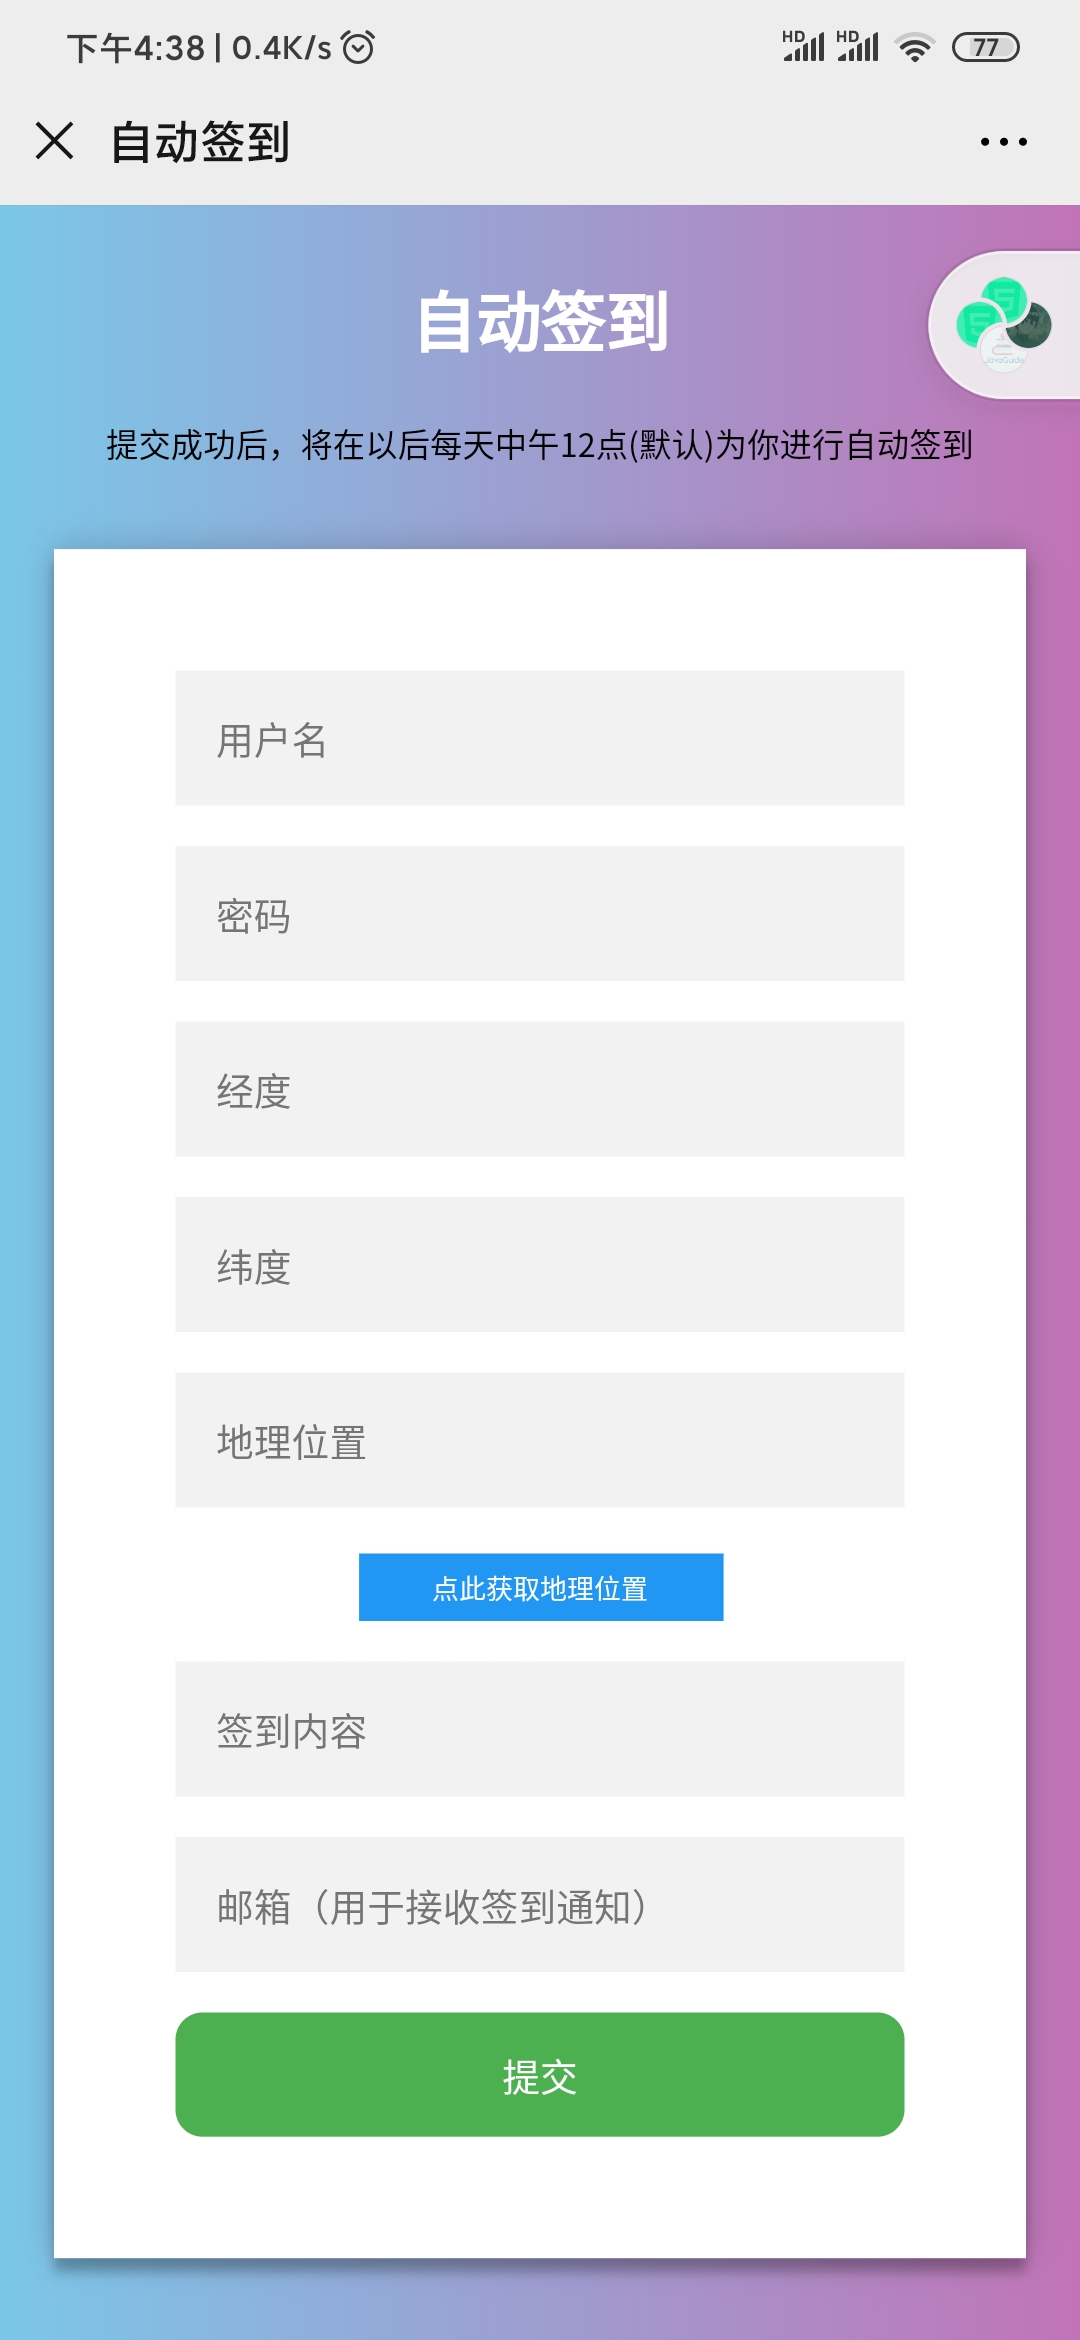 下午4:38 | 0.4K/s
HD HD 77
自动签到
自动签到
JavaGuide
提交成功后，将在以后每天中午12点(默认)为你进行自动签到
用户名
密码
经度
纬度
地理位置
点此获取地理位置
签到内容
邮箱（用于接收签到通知）
提交